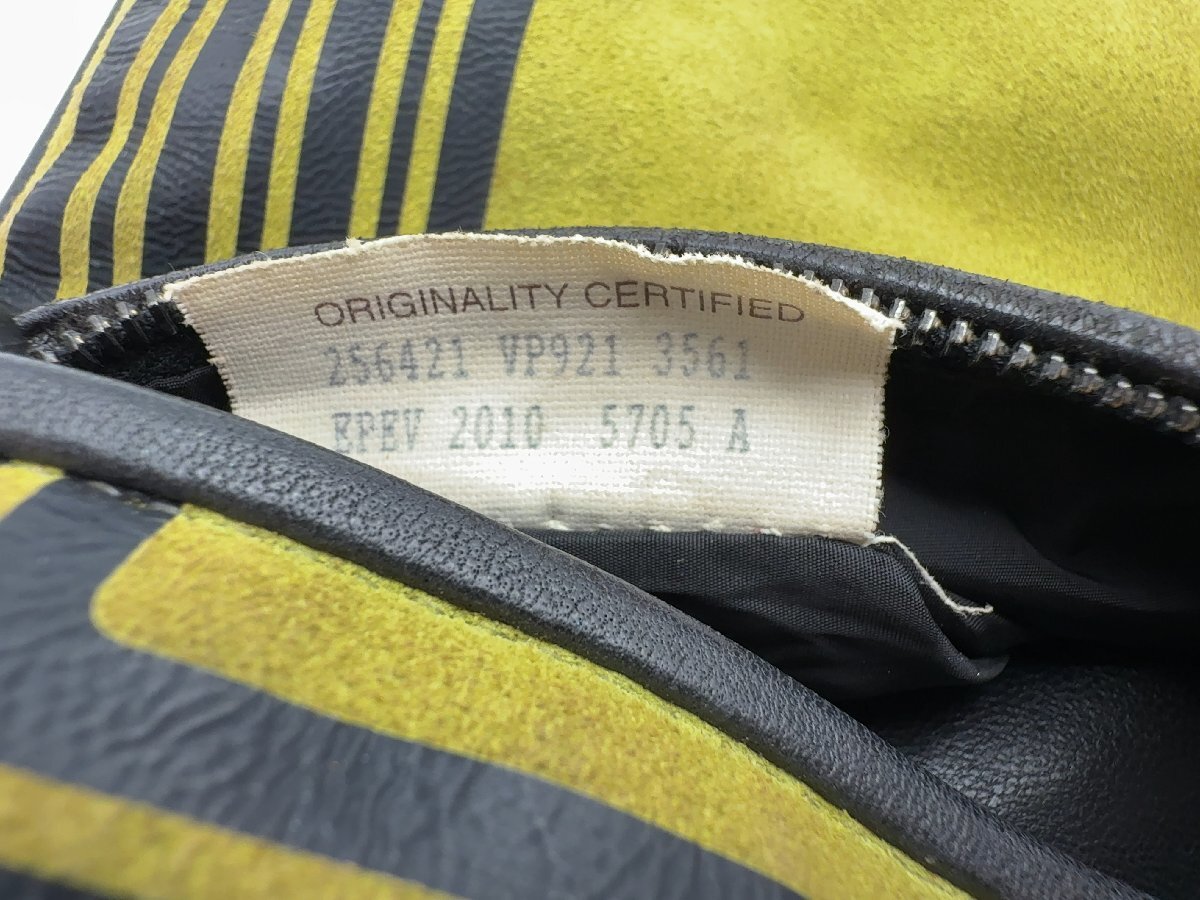 ORIGINALITY CERTIFIED
256421 VP921 3561
EPEV 2010 5705 A